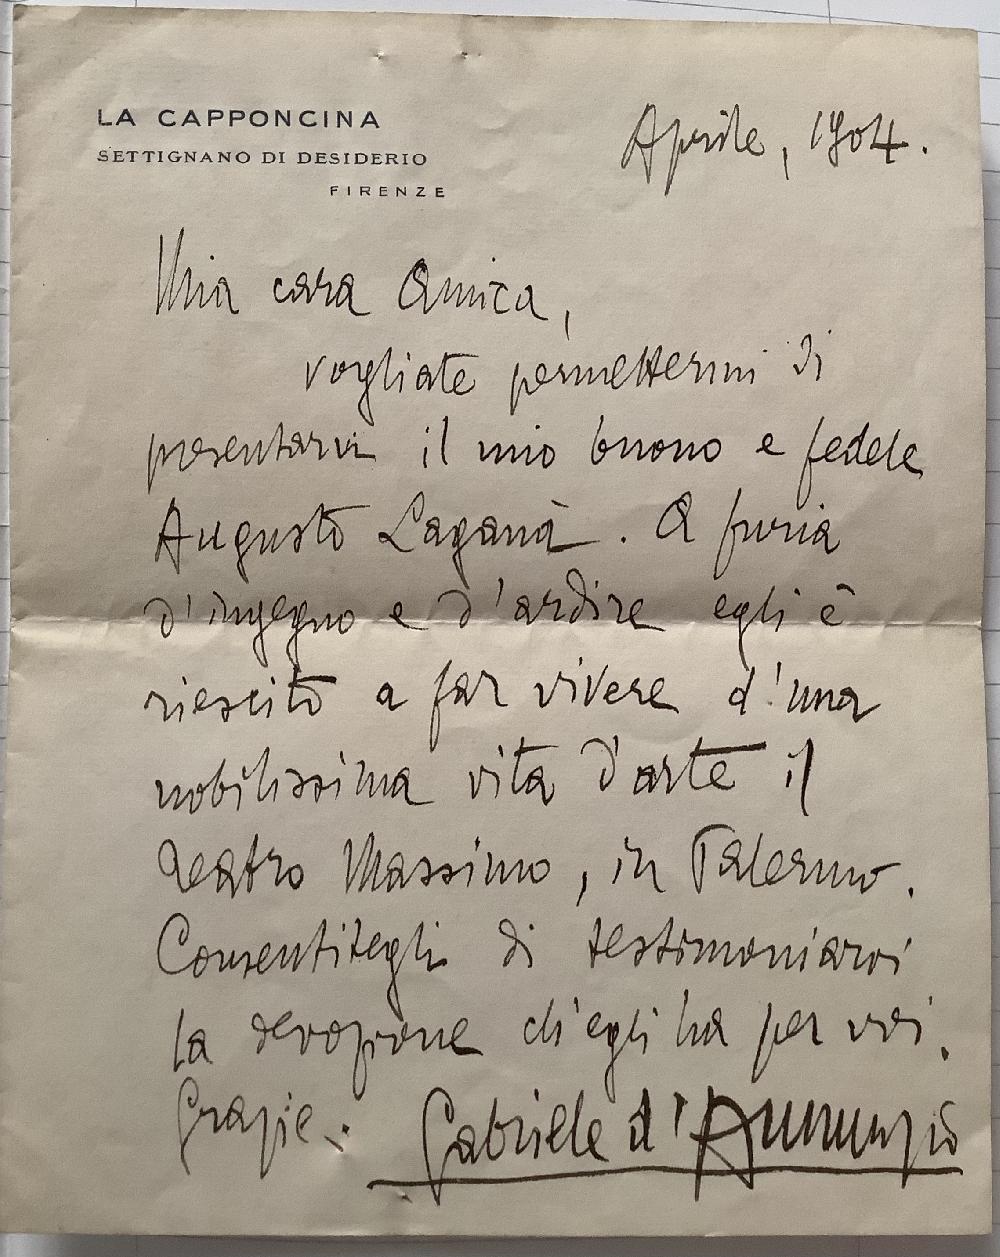 LA CAPPONCINA
SETTIGNANO DI DESIDERIO
FIRENZE
Aprile, 1904.
Mia cara Amica,
vogliate permettermi di
presentarvi il mio buono e fedele
Augusto Laganà. A furia
d'ingegno e d'ardire egli è
riescito a far vivere d'una
nobilissima vita d'arte il
Teatro Massimo, in Palermo.
Consentitegli di testimoniarvi
la devozione ch'egli ha per voi.
Grazie.
Gabriele d'Annunzio